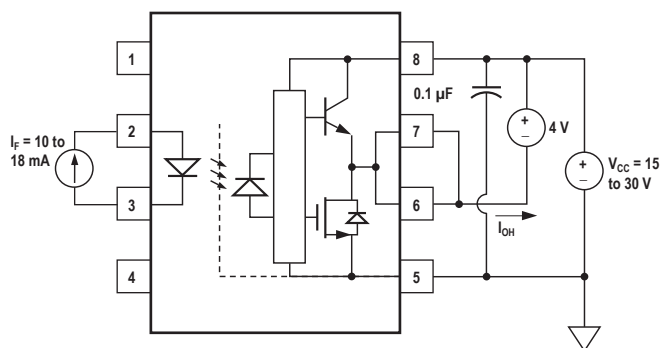 1
8
0.1 µF
I_F = 10 to
18 mA
2
7
+
4 V
–
+
V_CC = 15
to 30 V
–
3
6
I_OH
4
5